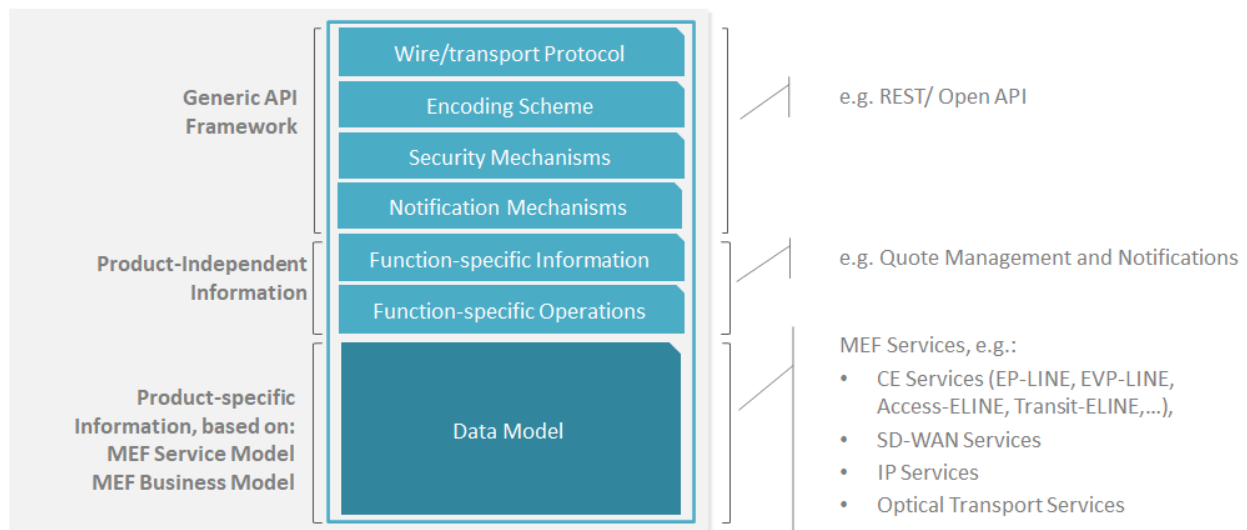 Generic API
Framework
Wire/transport Protocol
Encoding Scheme
Security Mechanisms
Notification Mechanisms
e.g. REST/ Open API
Product-Independent
Information
Function-specific Information
Function-specific Operations
e.g. Quote Management and Notifications
Product-specific
Information, based on:
MEF Service Model
MEF Business Model
Data Model
MEF Services, e.g.:
• CE Services (EP-LINE, EVP-LINE,
Access-ELINE, Transit-ELINE,...),
• SD-WAN Services
• IP Services
• Optical Transport Services